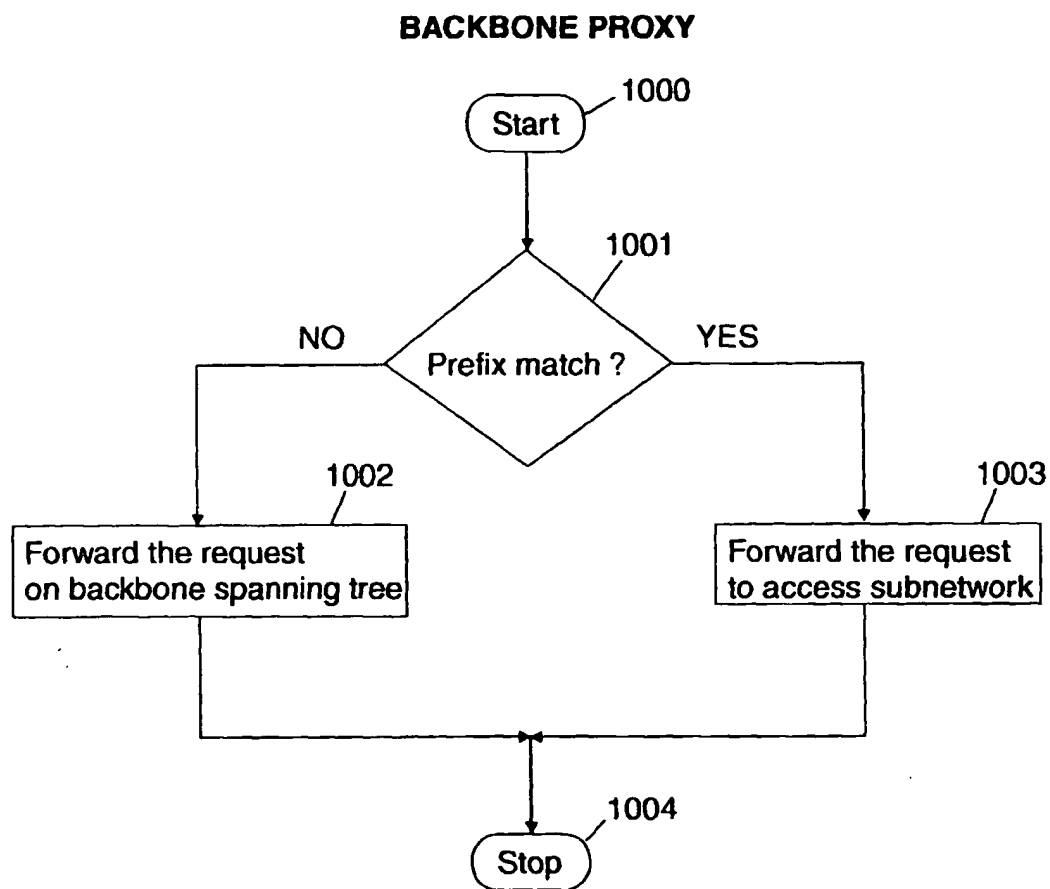 BACKBONE PROXY
1000
Start
1001
NO
YES
Prefix match ?
1002
1003
Forward the request
on backbone spanning tree
Forward the request
to access subnetwork
1004
Stop